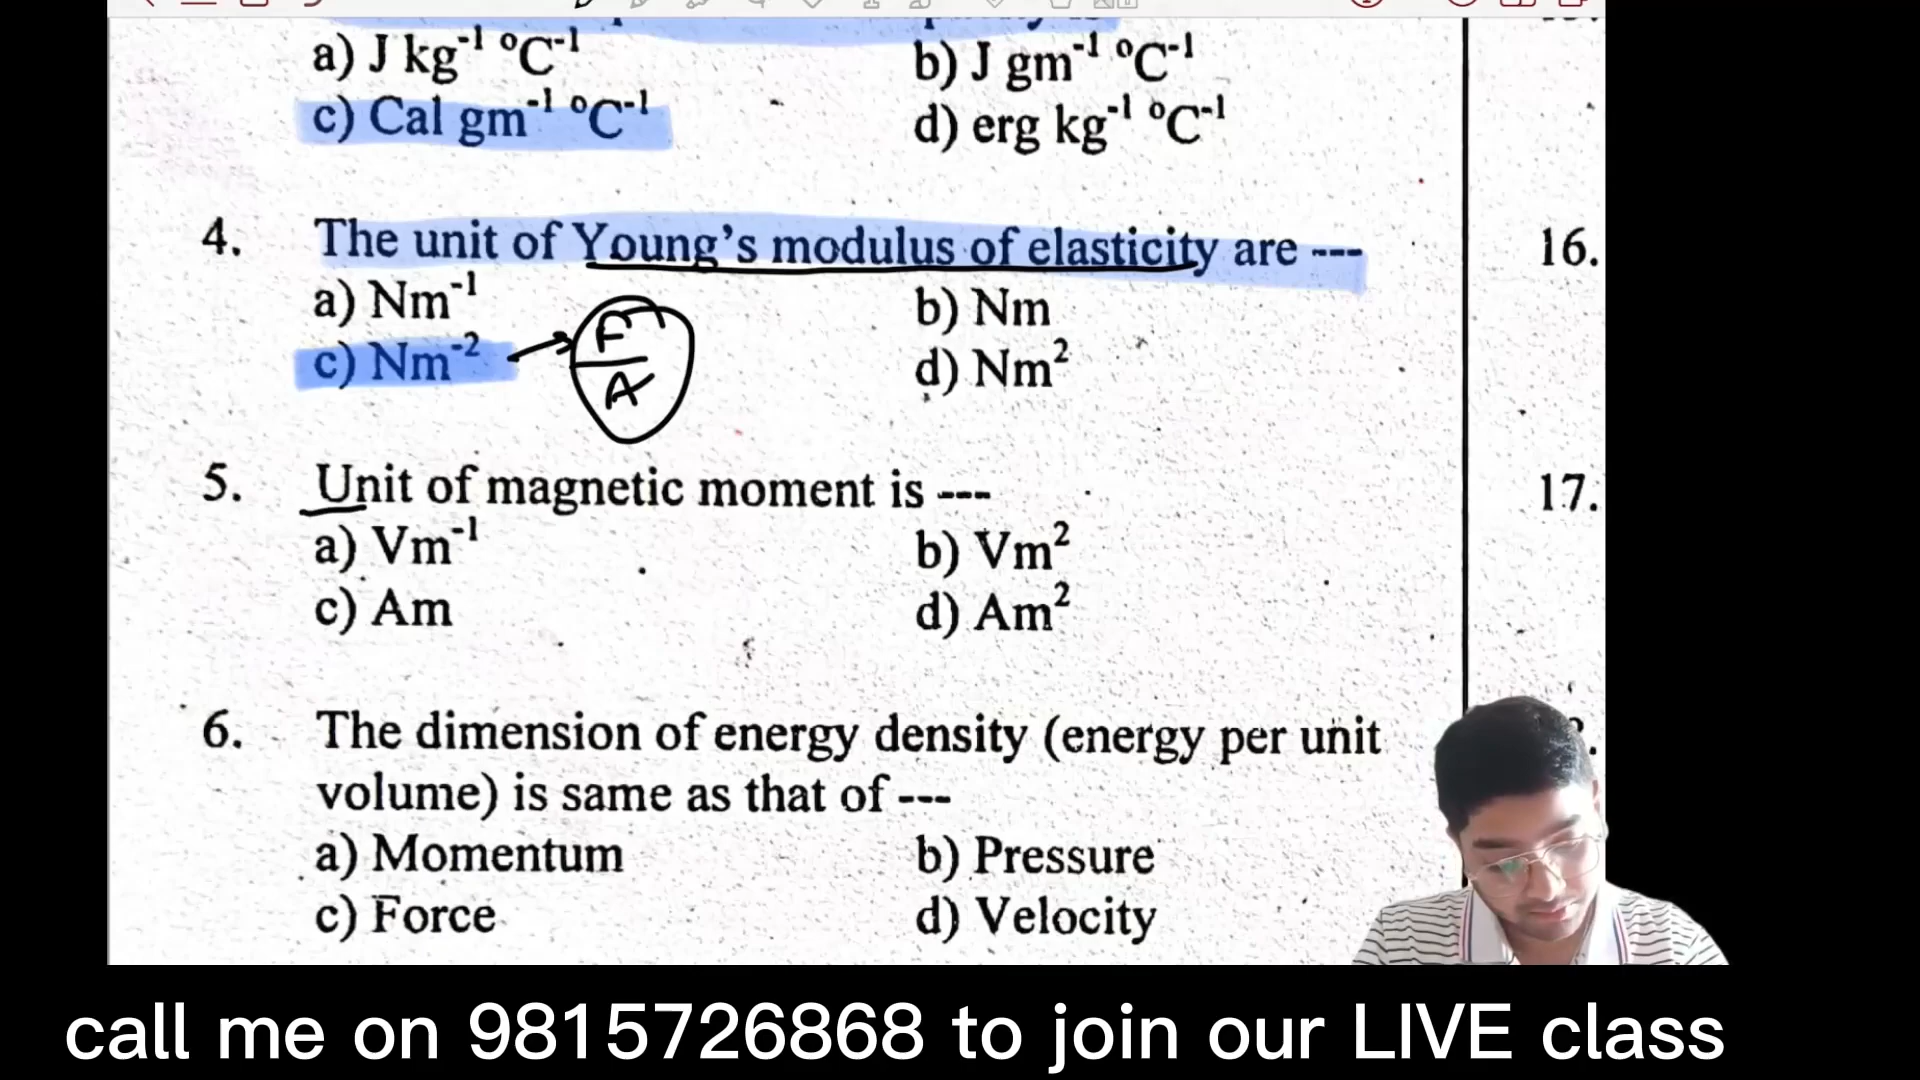 a) J kg⁻¹ °C⁻¹ b) J gm⁻¹ °C⁻¹
c) Cal gm⁻¹ °C⁻¹ d) erg kg⁻¹ °C⁻¹
4. The unit of Young's modulus of elasticity are ---
a) Nm⁻¹ b) Nm
c) Nm⁻² d) Nm²
F
A
5. Unit of magnetic moment is ---
a) Vm⁻¹ b) Vm²
c) Am d) Am²
6. The dimension of energy density (energy per unit
volume) is same as that of ---
a) Momentum b) Pressure
c) Force d) Velocity
16.
17.
call me on 9815726868 to join our LIVE class